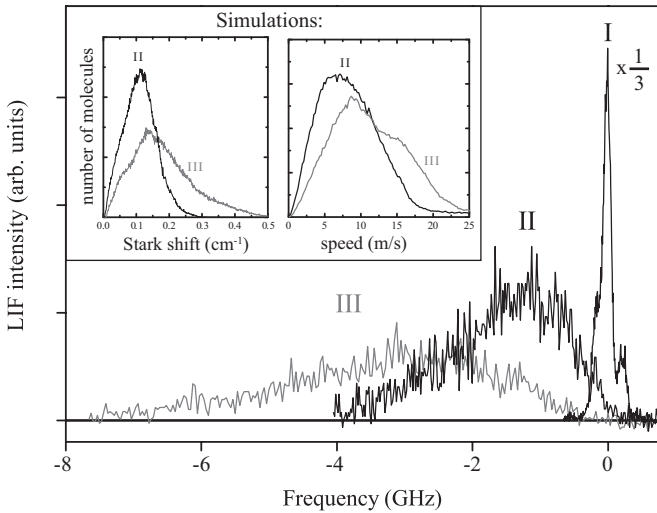 Simulations:
I
x 1/3
II
III
number of molecules
0.0 0.1 0.2 0.3 0.4 0.5
Stark shift (cm⁻¹)
II
III
0 5 10 15 20 25
speed (m/s)
II
III
LIF intensity (arb. units)
-8 -6 -4 -2 0
Frequency (GHz)